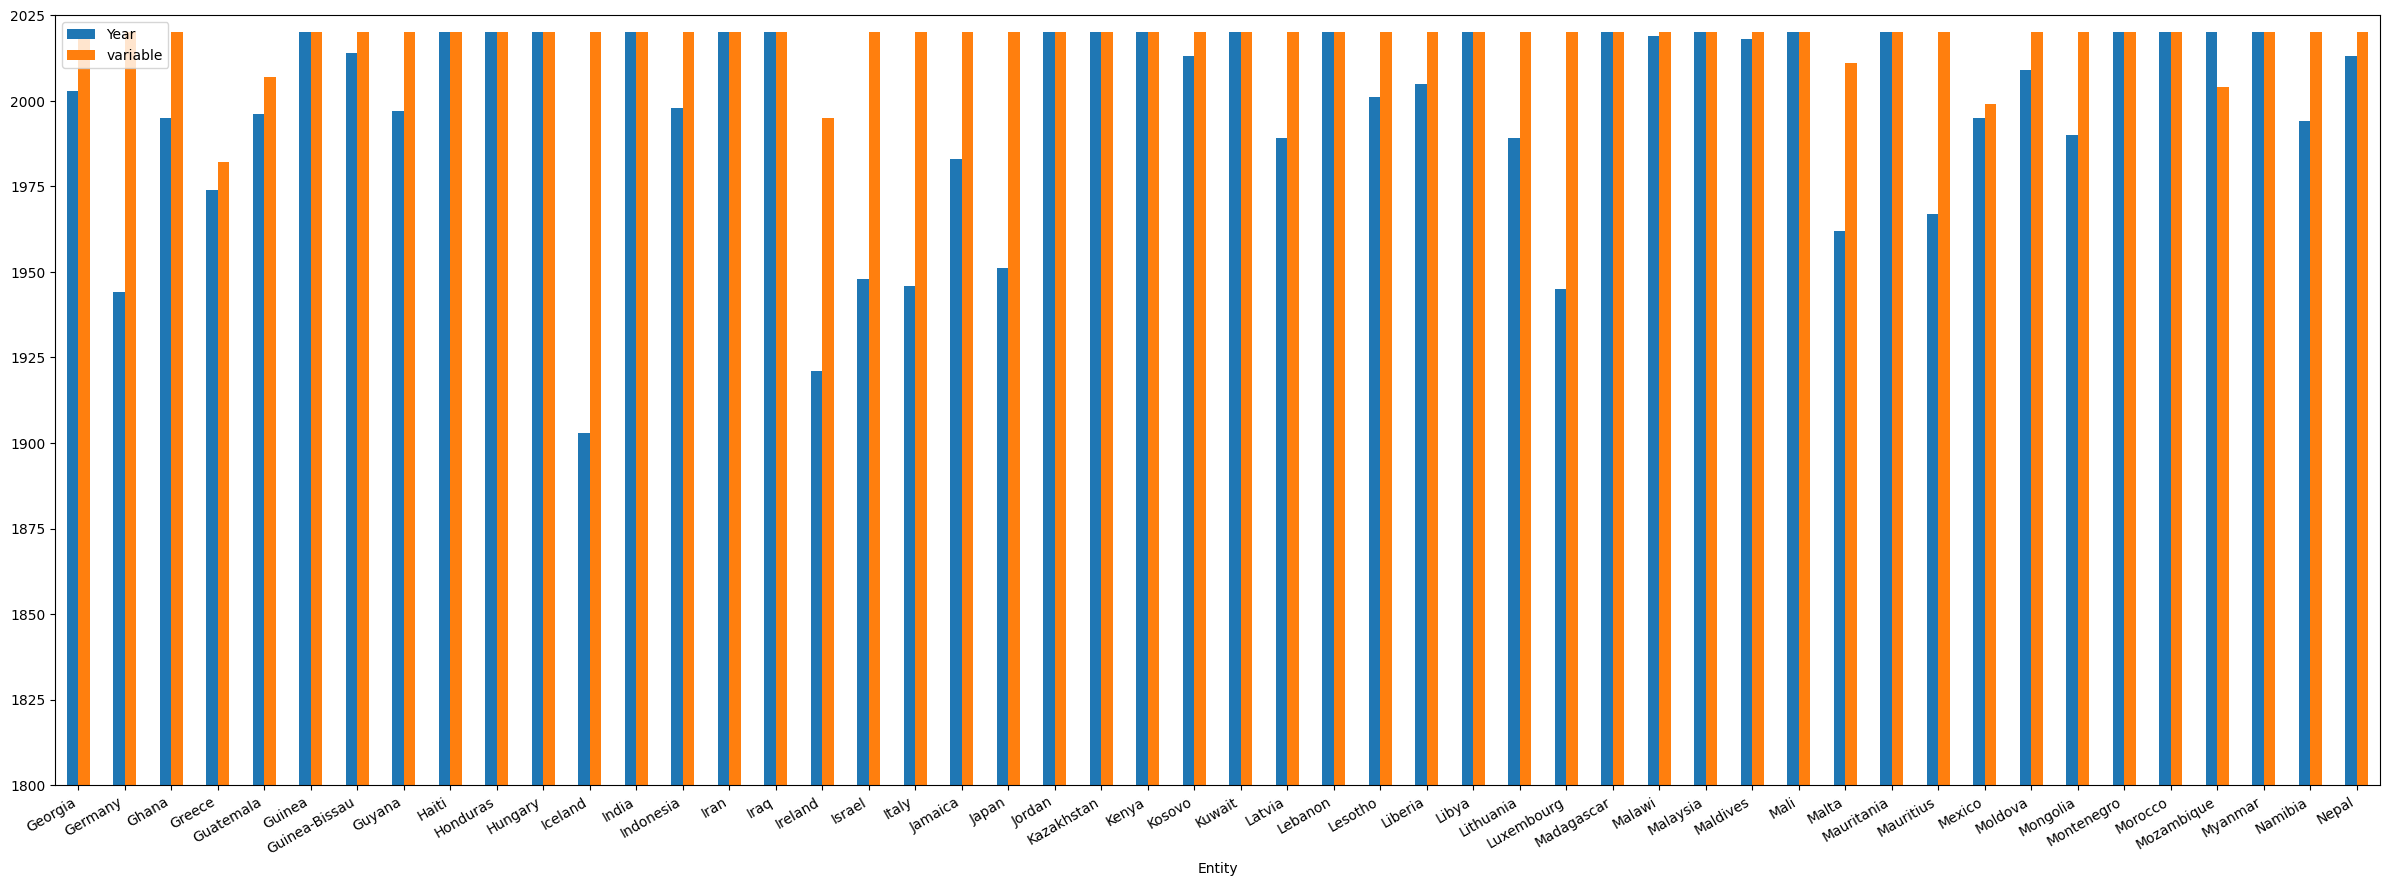 2025
2000
1975
1950
1925
1900
1875
1850
1825
1800
Year
variable
Georgia
Germany
Ghana
Greece
Guatemala
Guinea
Guinea-Bissau
Guyana
Haiti
Honduras
Hungary
Iceland
India
Indonesia
Iran
Iraq
Ireland
Israel
Italy
Jamaica
Japan
Jordan
Kazakhstan
Kenya
Kosovo
Kuwait
Latvia
Lebanon
Lesotho
Liberia
Libya
Lithuania
Luxembourg
Madagascar
Malawi
Malaysia
Maldives
Mali
Malta
Mauritania
Mauritius
Mexico
Moldova
Mongolia
Montenegro
Morocco
Mozambique
Myanmar
Namibia
Nepal
Entity